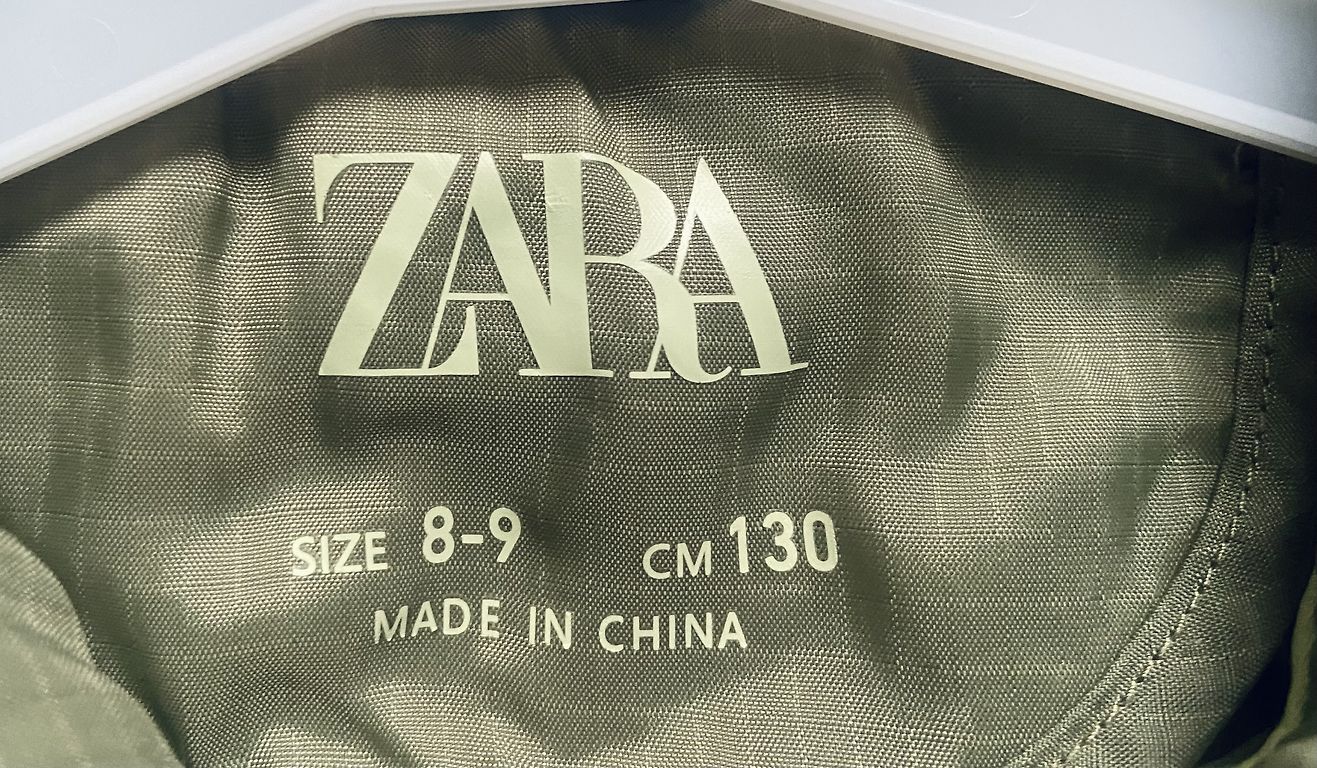 ZARA
SIZE 8-9 CM 130
MADE IN CHINA